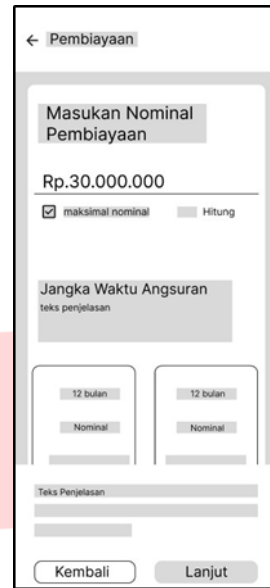 Pembiayaan
Masukan Nominal
Pembiayaan
Rp.30.000.000
maksimal nominal Hitung
Jangka Waktu Angsuran
teks penjelasan
12 bulan 12 bulan
Nominal Nominal
Teks Penjelasan
Kembali Lanjut